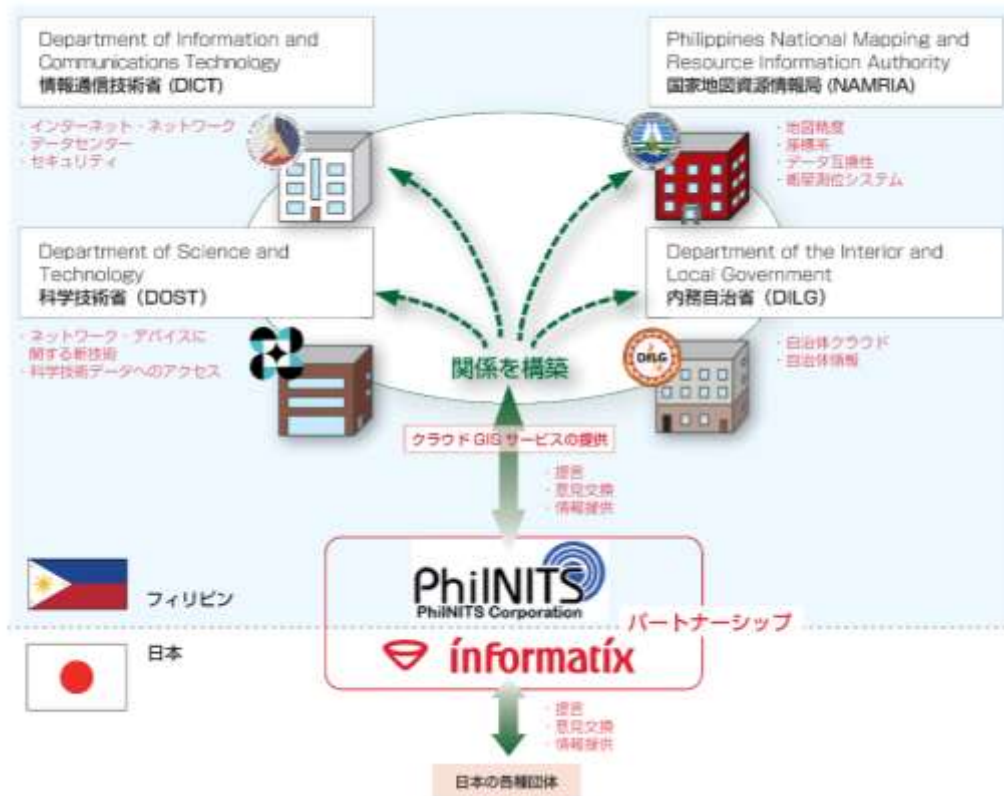 Department of Information and
Communications Technology
情報通信技術省 (DICT)
・インターネット・ネットワーク
・データセンター
・セキュリティ
Philippines National Mapping and
Resource Information Authority
国家地図資源情報局 (NAMRIA)
・地図精度
・座標系
・データ互換性
・衛星測位システム
Department of Science and
Technology
科学技術省（DOST）
・ネットワーク・デバイスに
関する新技術
・科学技術データへのアクセス
Department of the Interior and
Local Government
内務自治省（DILG）
DILG
・自治体クラウド
・自治体情報
関係を構築
クラウド GIS サービスの提供
・提言
・意見交換
・情報提供
PhilNITS
PhilNITS Corporation
フィリピン
パートナーシップ
日本
informatix
・提言
・意見交換
・情報提供
日本の各種団体